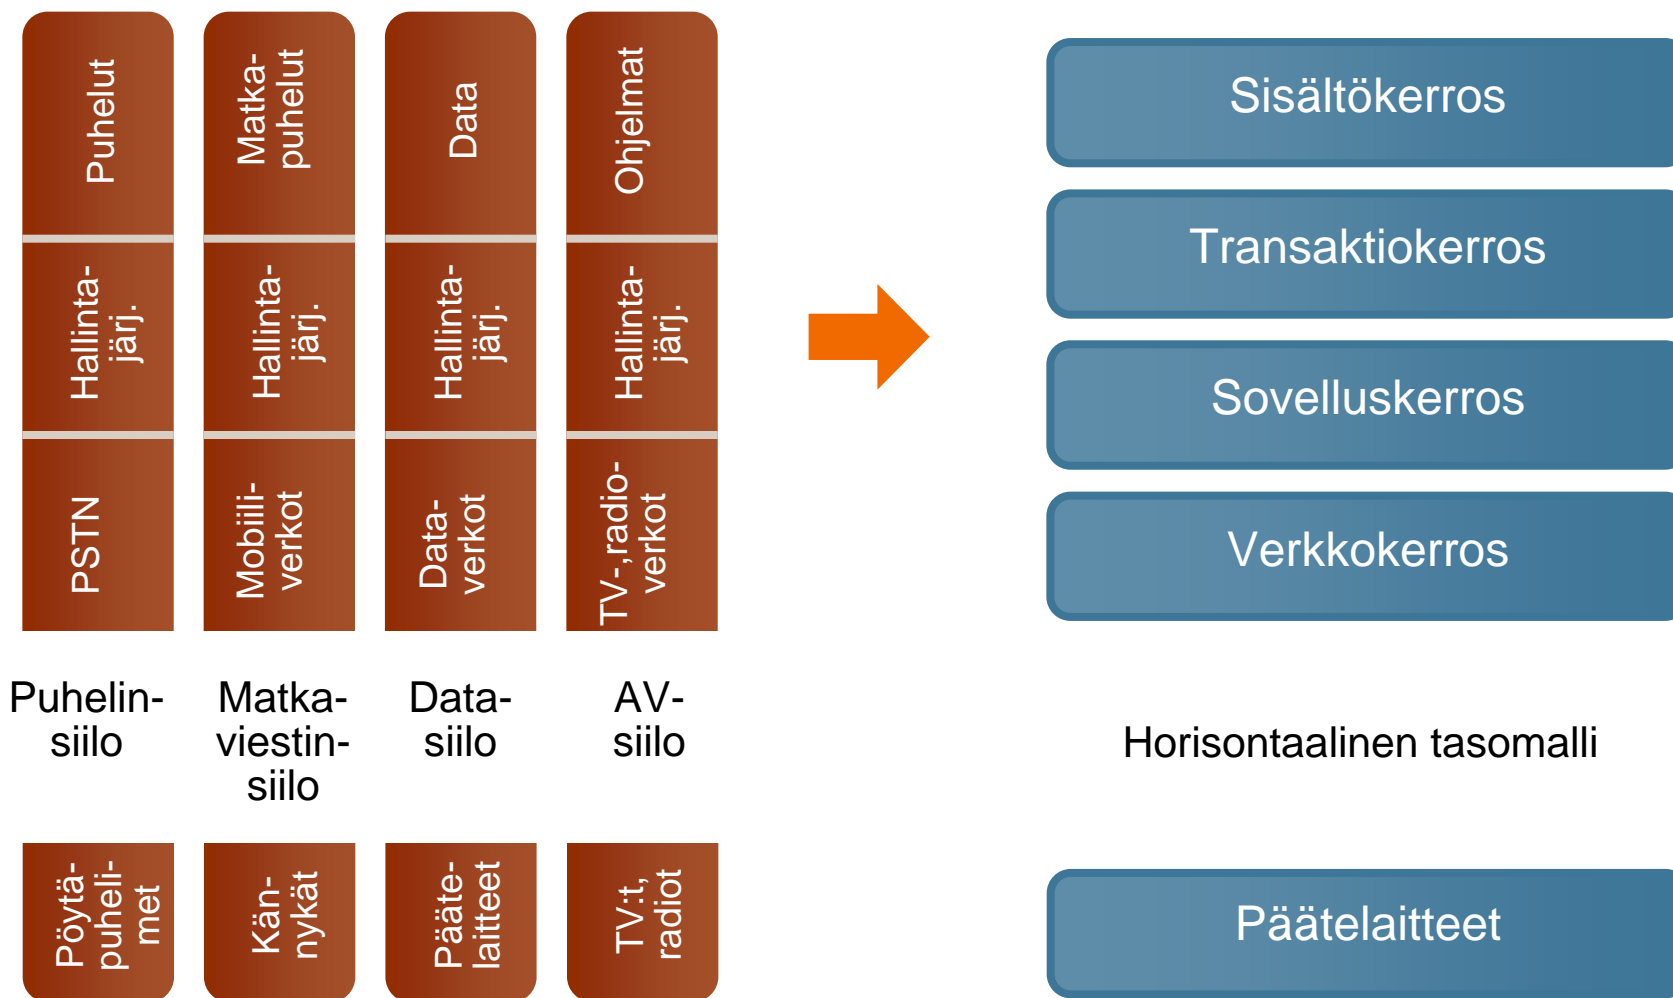 Puhelut
Hallinta-
järj.
PSTN
Matka-
puhelut
Hallinta-
järj.
Mobiili-
verkot
Data
Hallinta-
järj.
Data-
verkot
Ohjelmat
Hallinta-
järj.
TV-,radio-
verkot
Puhelin-
siilo
Matka-
viestin-
siilo
Data-
siilo
AV-
siilo
Pöytä-
puheli-
met
Kän-
nykät
Pääte-
laitteet
TV:t,
radiot
Sisältökerros
Transaktiokerros
Sovelluskerros
Verkkokerros
Horisontaalinen tasomalli
Päätelaitteet